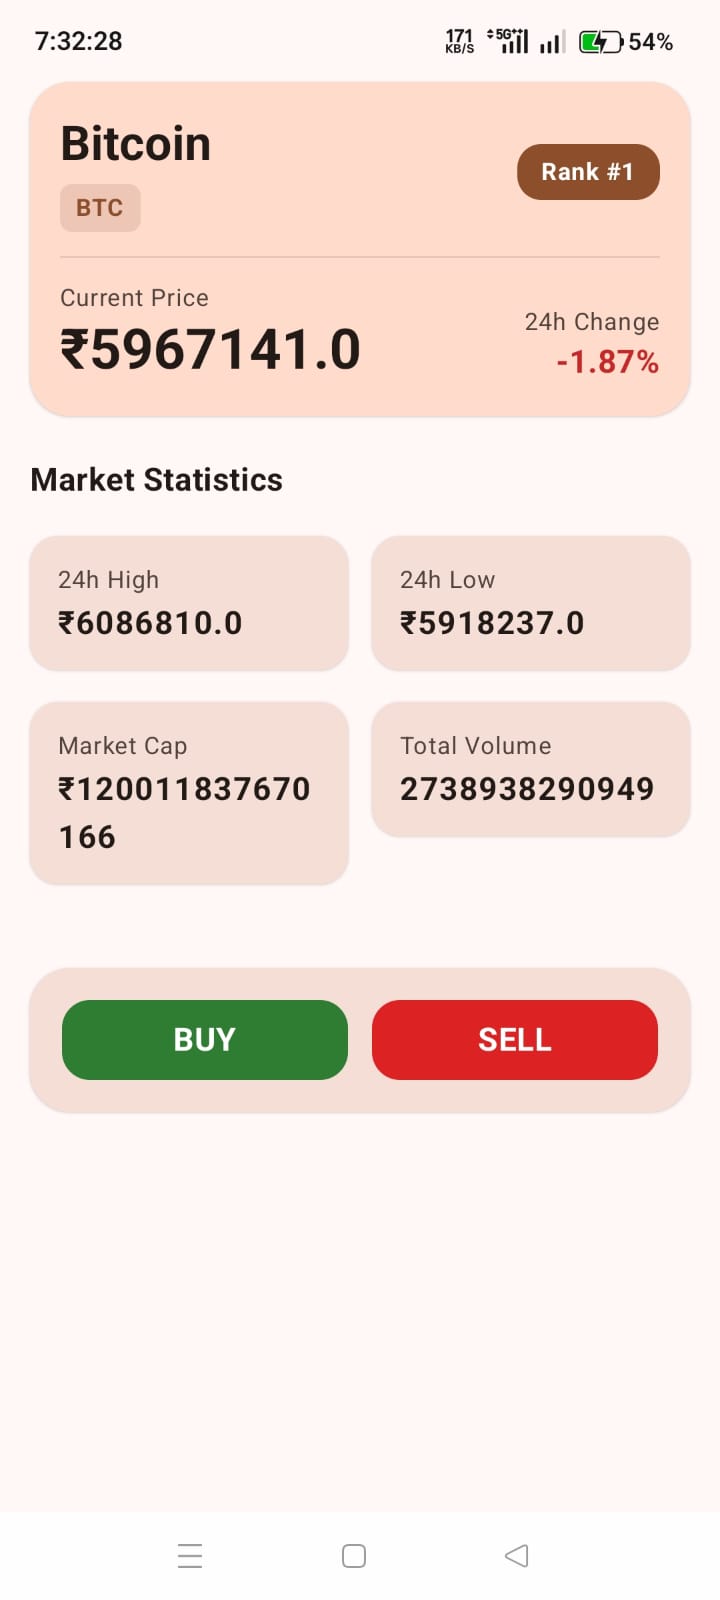 7:32:28
171 KB/S 5G++ 54%
Bitcoin
BTC
Rank #1
Current Price
₹5967141.0
24h Change
-1.87%
Market Statistics
24h High
₹6086810.0
24h Low
₹5918237.0
Market Cap
₹120011837670
166
Total Volume
2738938290949
BUY
SELL